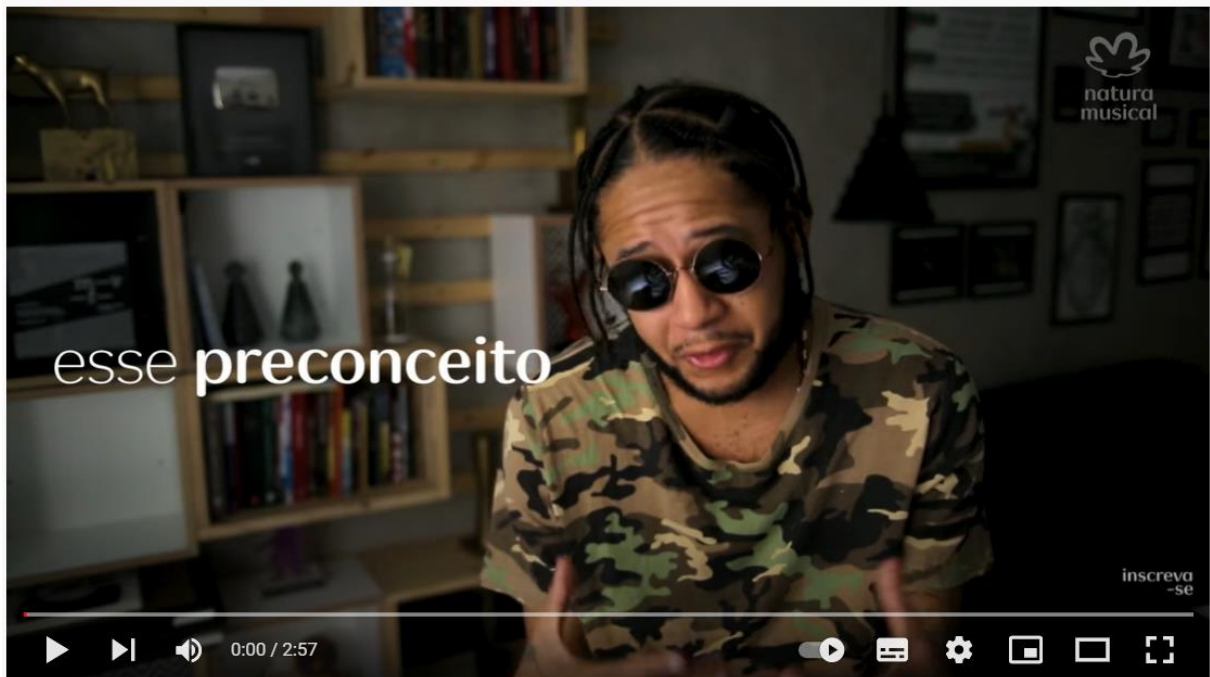 natura
musical
esse preconceito
inscreva
-se
0:00 / 2:57